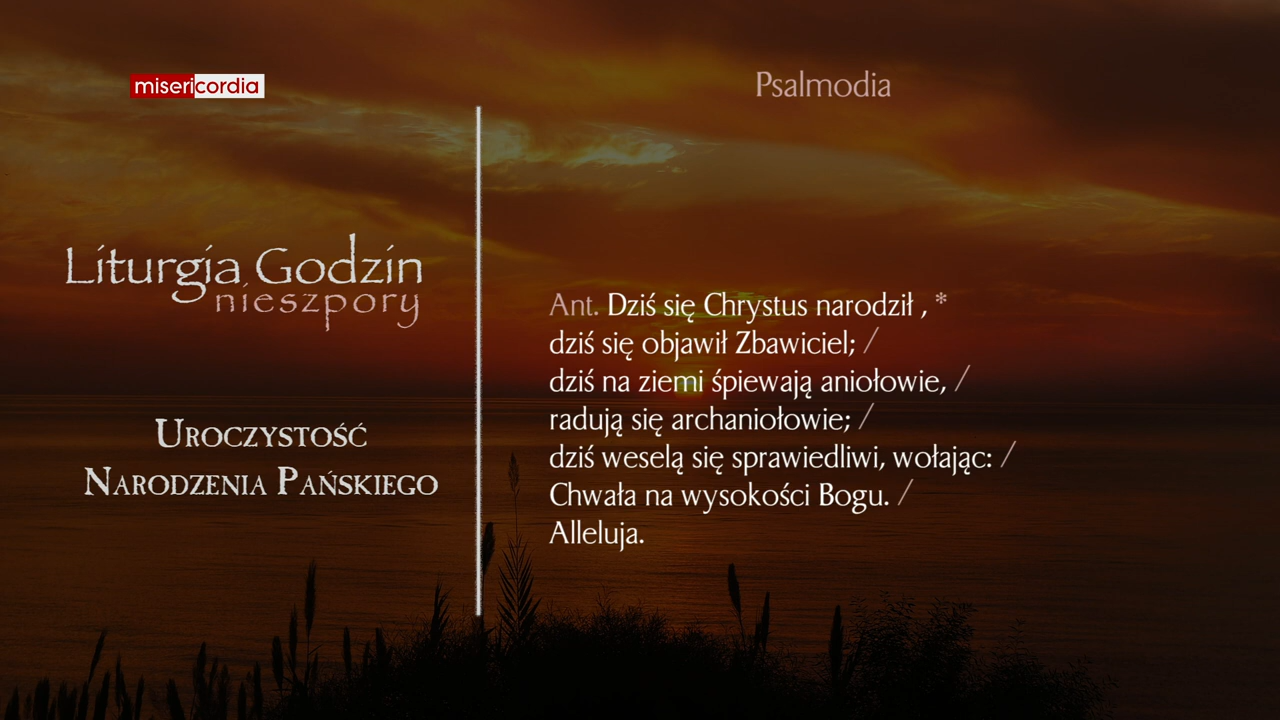 misericordia
Psalmodia
Liturgia Godzin
nieszpory
Uroczystość
Narodzenia Pańskiego
Ant. Dziś się Chrystus narodził , *
dziś się objawił Zbawiciel; /
dziś na ziemi śpiewają aniołowie, /
radują się archaniołowie; /
dziś weselą się sprawiedliwi, wołając: /
Chwała na wysokości Bogu. /
Alleluja.